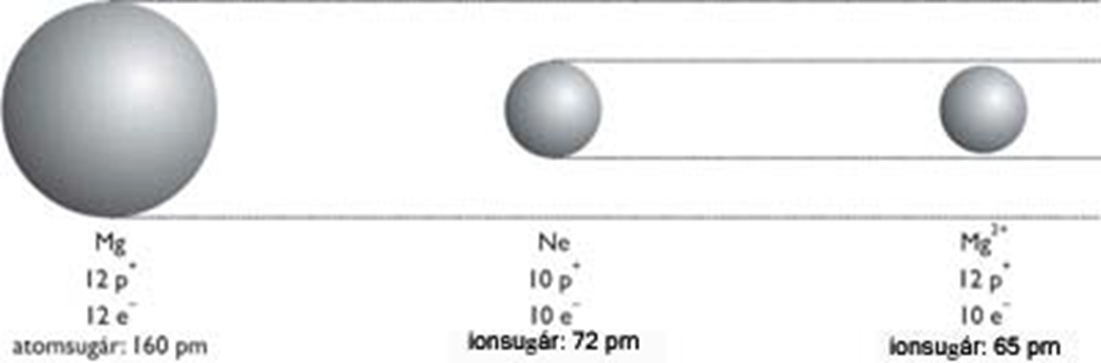 Mg
12 p⁺
12 e⁻
atomsugár: 160 pm
Ne
10 p⁺
10 e⁻
ionsugár: 72 pm
Mg²⁺
12 p⁺
10 e⁻
ionsugár: 65 pm